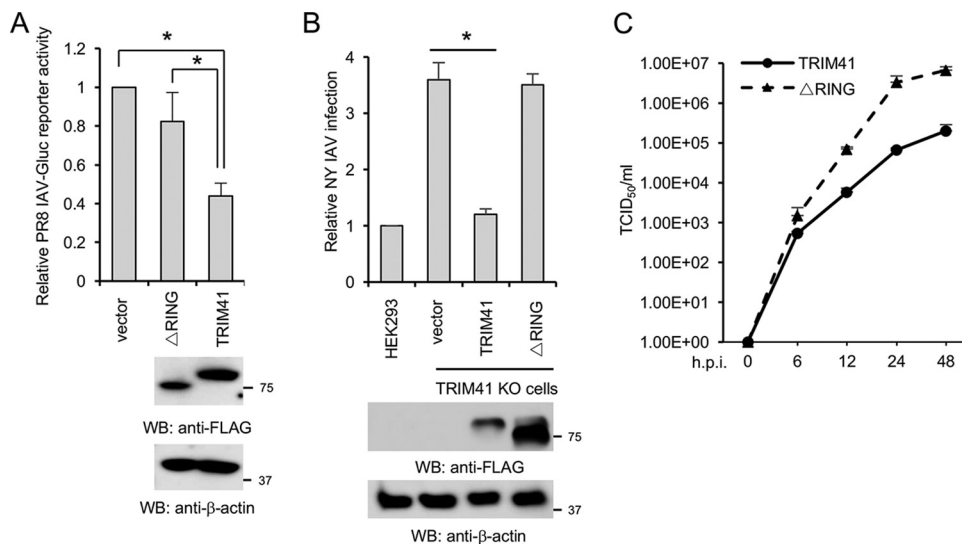 A
Relative PR8 IAV-Gluc reporter activity
1.2
1
0.8
0.6
0.4
0.2
0
*
*
vector
△RING
TRIM41
75
WB: anti-FLAG
37
WB: anti-β-actin
B
Relative NY IAV infection
4
3
2
1
0
*
HEK293
vector
TRIM41
△RING
TRIM41 KO cells
75
WB: anti-FLAG
37
WB: anti-β-actin
C
TCID50/ml
1.00E+07
1.00E+06
1.00E+05
1.00E+04
1.00E+03
1.00E+02
1.00E+01
1.00E+00
TRIM41
△RING
h.p.i. 0 6 12 24 48